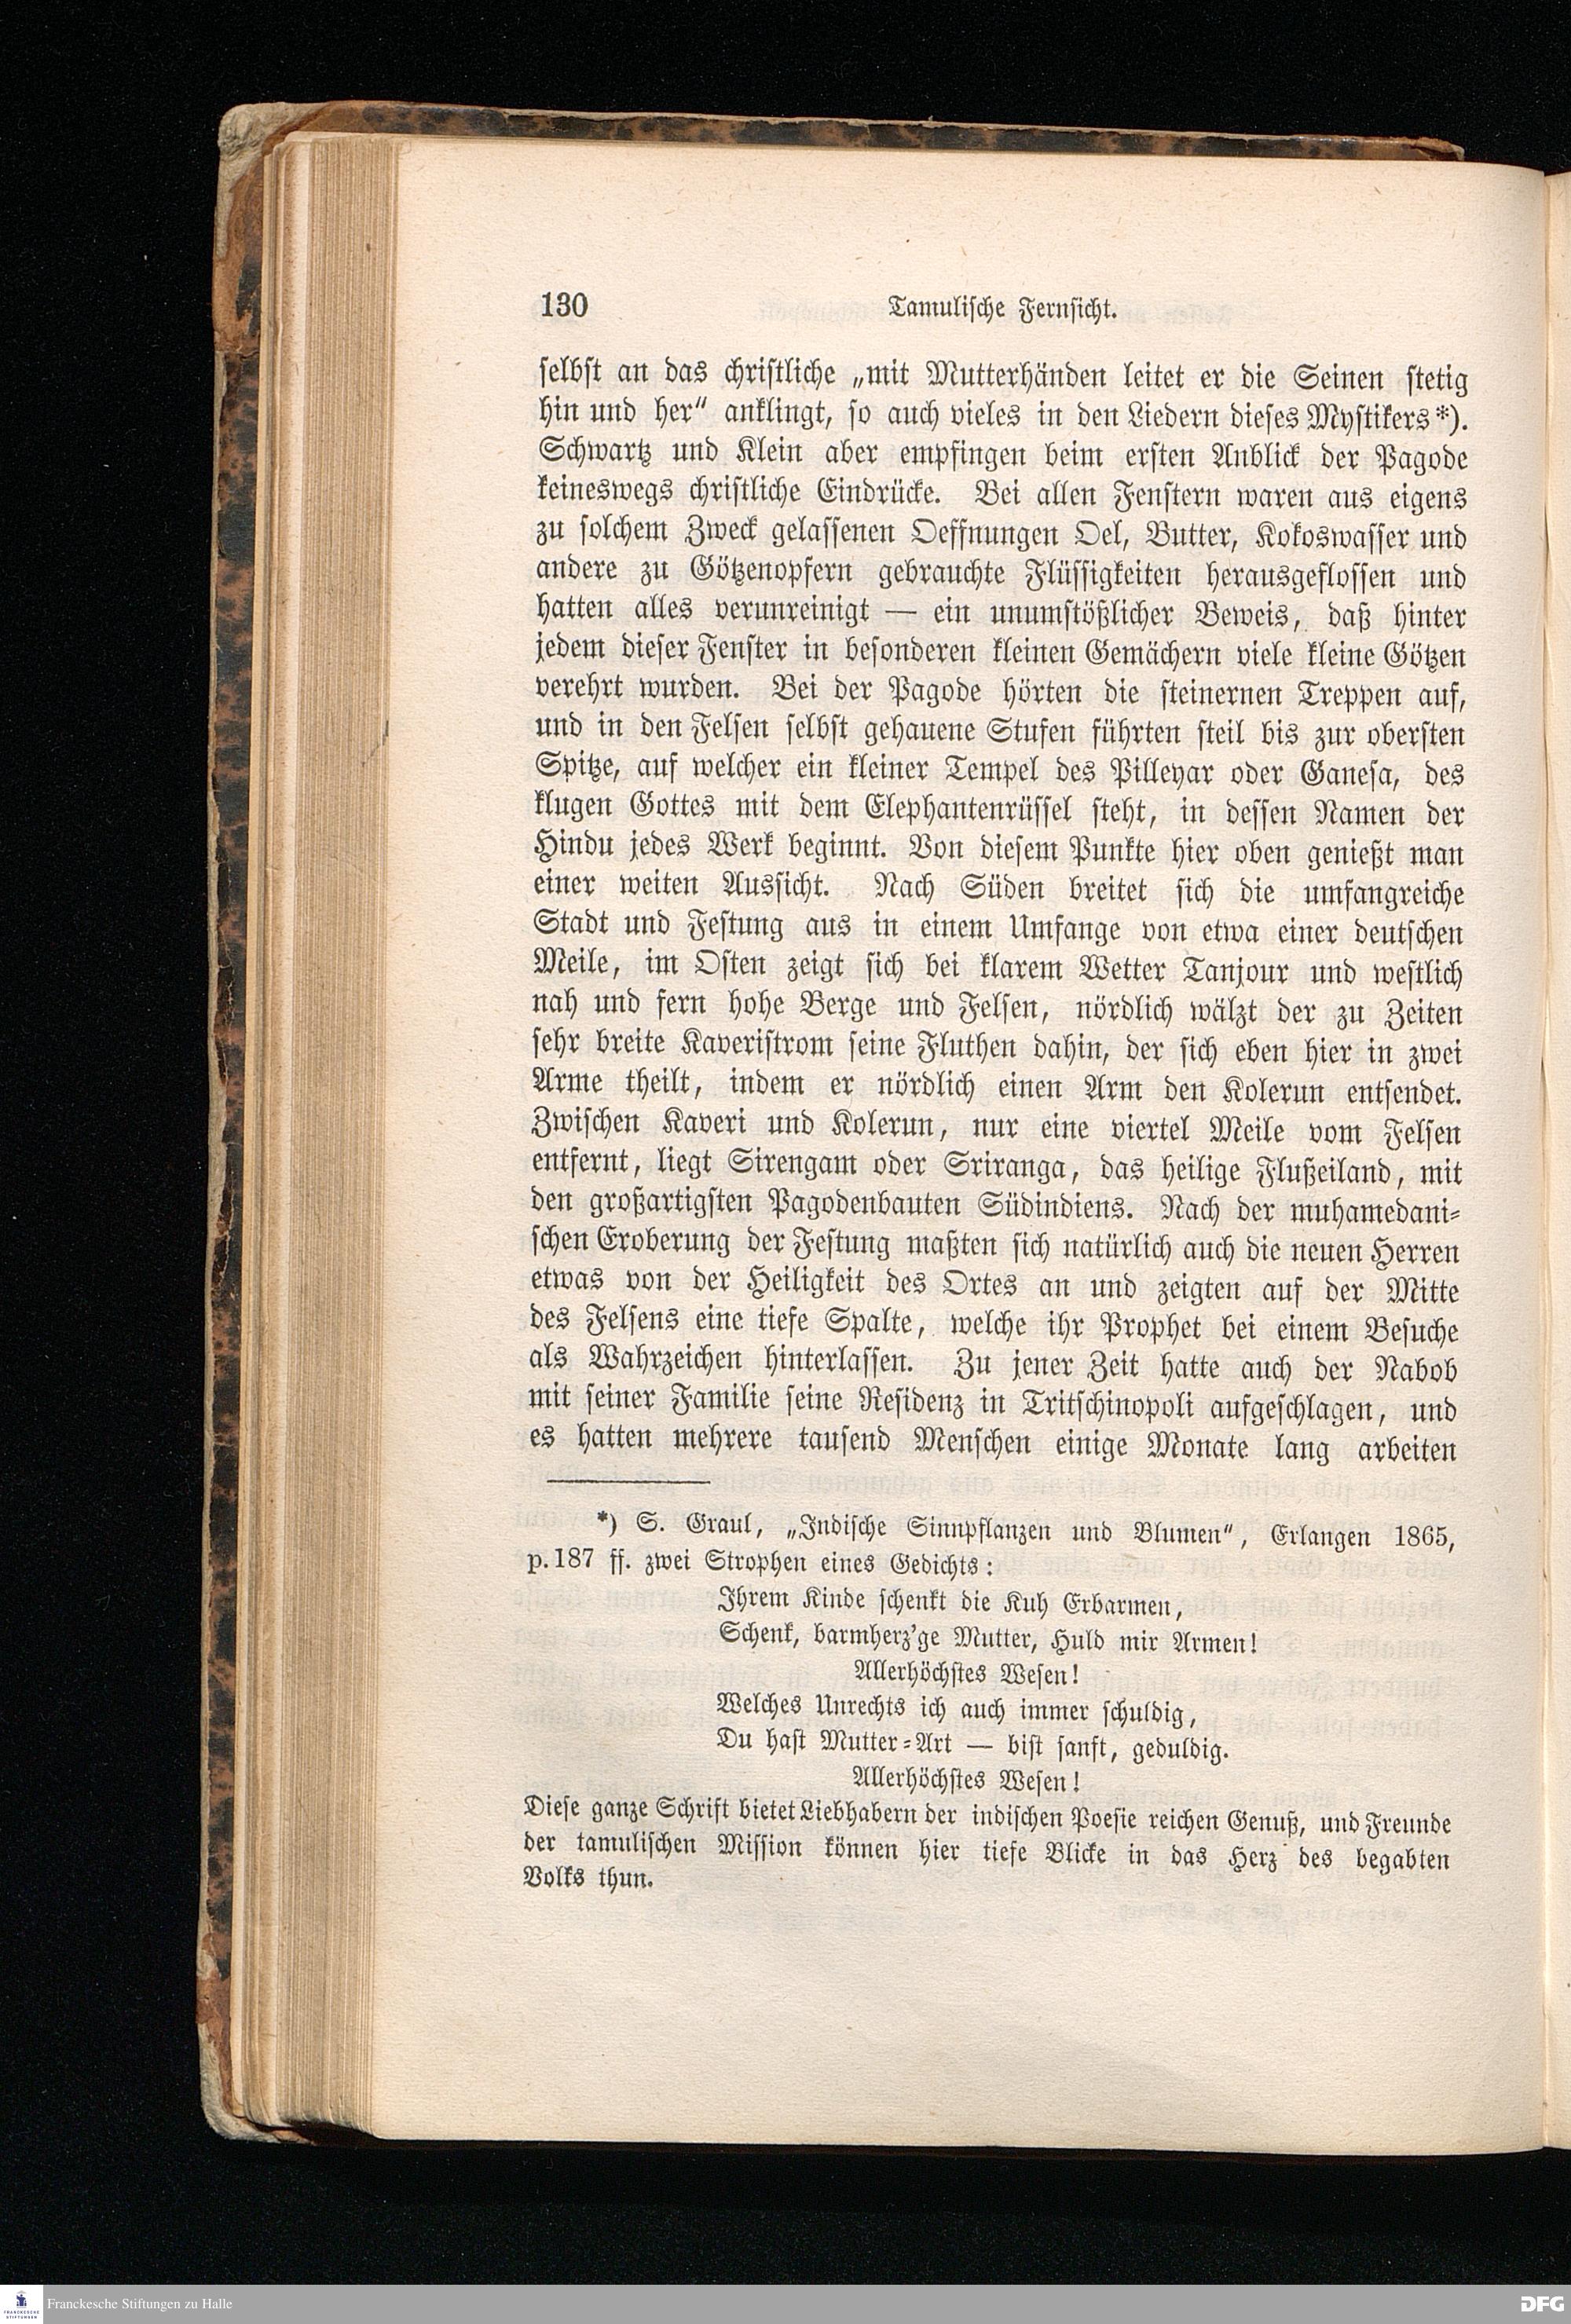 130
Tamulische Fernsicht.
selbst an das christliche „mit Mutterhänden leitet er die Seinen stetig
hin und her“ anklingt, so auch vieles in den Liedern dieses Mystikers*).
Schwartz und Klein aber empfingen beim ersten Anblick der Pagode
keineswegs christliche Eindrücke. Bei allen Fenstern waren aus eigens
zu solchem Zweck gelassenen Oeffnungen Oel, Butter, Kokoswasser und
andere zu Götzenopfern gebrauchte Flüssigkeiten herausgeflossen und
hatten alles verunreinigt — ein unumstößlicher Beweis, daß hinter
jedem dieser Fenster in besonderen kleinen Gemächern viele kleine Götzen
verehrt wurden. Bei der Pagode hörten die steinernen Treppen auf,
und in den Felsen selbst gehauene Stufen führten steil bis zur obersten
Spitze, auf welcher ein kleiner Tempel des Pilleyar oder Ganesa, des
klugen Gottes mit dem Elephantenrüssel steht, in dessen Namen der
Hindu jedes Werk beginnt. Von diesem Punkte hier oben genießt man
einer weiten Aussicht. Nach Süden breitet sich die umfangreiche
Stadt und Festung aus in einem Umfange von etwa einer deutschen
Meile, im Osten zeigt sich bei klarem Wetter Tanjour und westlich
nah und fern hohe Berge und Felsen, nördlich wälzt der zu Zeiten
sehr breite Kaveristrom seine Fluthen dahin, der sich eben hier in zwei
Arme theilt, indem er nördlich einen Arm den Kolerun entsendet.
Zwischen Kaveri und Kolerun, nur eine viertel Meile vom Felsen
entfernt, liegt Sirengam oder Sriranga, das heilige Flußeiland, mit
den großartigsten Pagodenbauten Südindiens. Nach der muhamedani-
schen Eroberung der Festung maßten sich natürlich auch die neuen Herren
etwas von der Heiligkeit des Ortes an und zeigten auf der Mitte
des Felsens eine tiefe Spalte, welche ihr Prophet bei einem Besuche
als Wahrzeichen hinterlassen. Zu jener Zeit hatte auch der Nabob
mit seiner Familie seine Residenz in Tritschinopoli aufgeschlagen, und
es hatten mehrere tausend Menschen einige Monate lang arbeiten
*) S. Graul, „Indische Sinnpflanzen und Blumen“, Erlangen 1865,
p. 187 ff. zwei Strophen eines Gedichts:
Ihrem Kinde schenkt die Kuh Erbarmen,
Schenk, barmherz'ge Mutter, Huld mir Armen!
Allerhöchstes Wesen!
Welches Unrechts ich auch immer schuldig,
Du hast Mutter-Art — bist sanft, geduldig.
Allerhöchstes Wesen!
Diese ganze Schrift bietet Liebhabern der indischen Poesie reichen Genuß, und Freunde
der tamulischen Mission können hier tiefe Blicke in das Herz des begabten
Volks thun.
FRANCKESCHE
STIFTUNGEN
Franckesche Stiftungen zu Halle
DFG